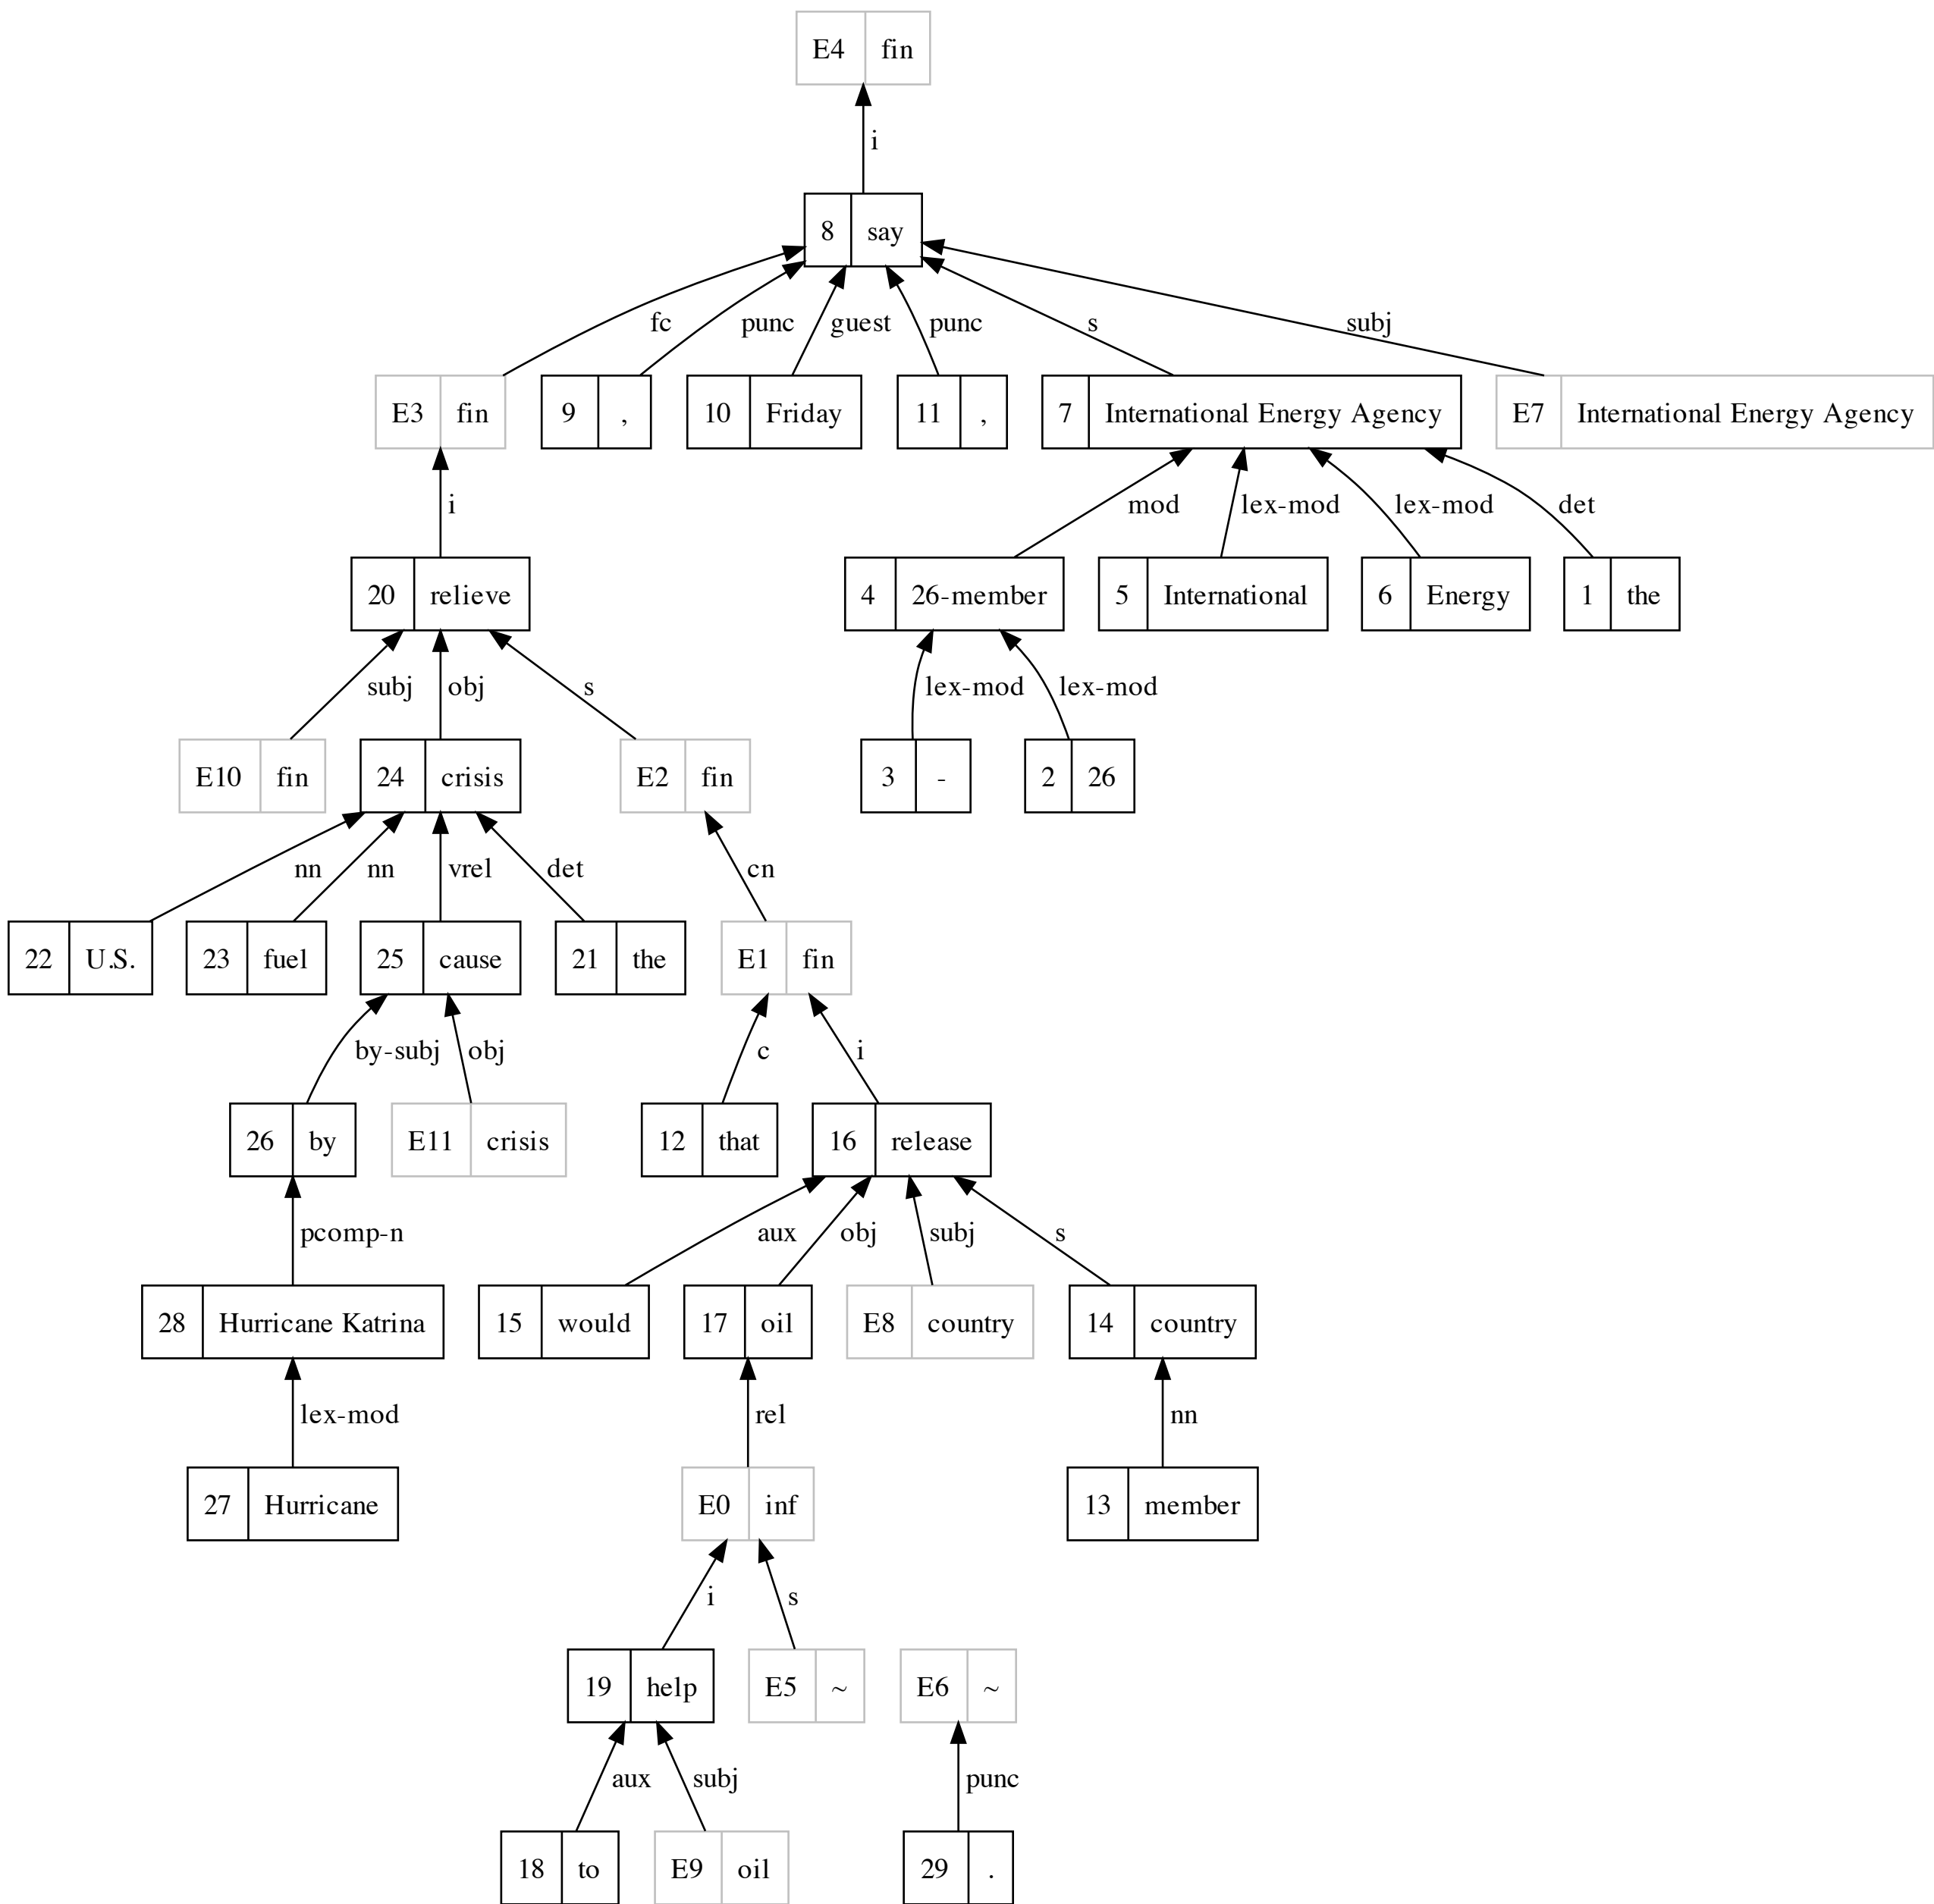 E4 fin
i
8 say
fc punc guest punc s subj
E3 fin 9 , 10 Friday 11 , 7 International Energy Agency E7 International Energy Agency
i mod lex-mod lex-mod det
20 relieve 4 26-member 5 International 6 Energy 1 the
subj obj s lex-mod lex-mod
E10 fin 24 crisis E2 fin 3 - 2 26
nn nn vrel det cn
22 U.S. 23 fuel 25 cause 21 the E1 fin
by-subj obj c i
26 by E11 crisis 12 that 16 release
pcomp-n aux obj subj s
28 Hurricane Katrina 15 would 17 oil E8 country 14 country
lex-mod rel nn
27 Hurricane E0 inf 13 member
i s
19 help E5 ~ E6 ~
aux subj punc
18 to E9 oil 29 .